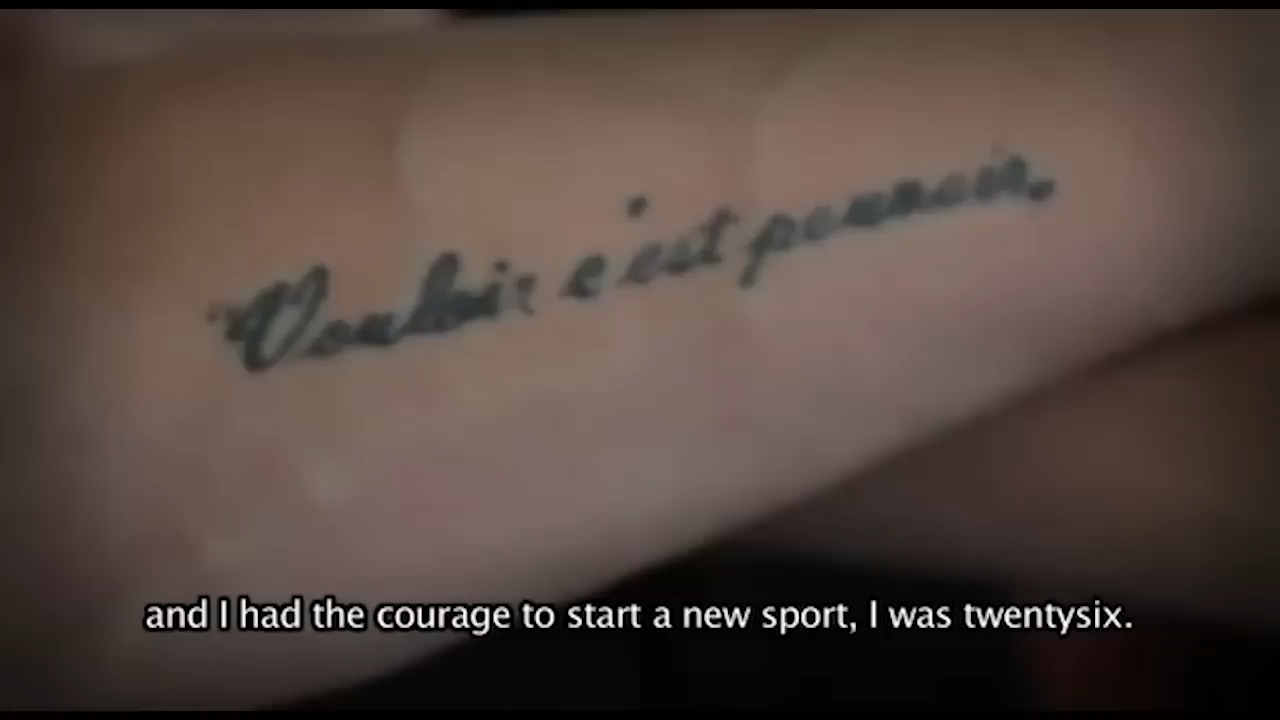 Vouloir c'est pouvoir.
and I had the courage to start a new sport, I was twentysix.